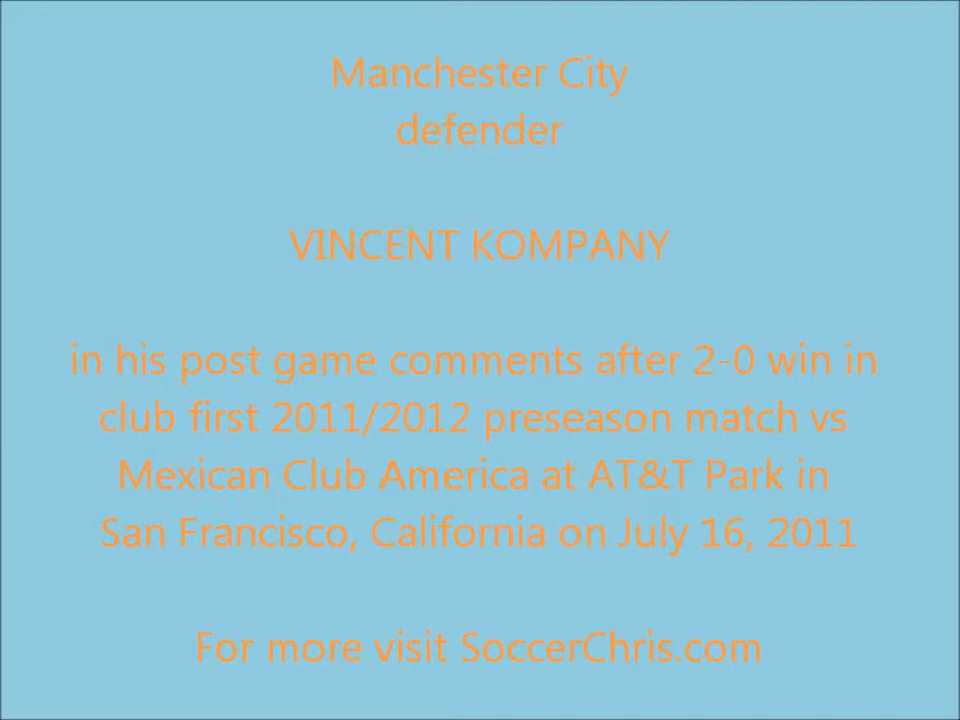 Manchester City
defender
VINCENT KOMPANY
in his post game comments after 2-0 win in
club first 2011/2012 preseason match vs
Mexican Club America at AT&T Park in
San Francisco, California on July 16, 2011
For more visit SoccerChris.com